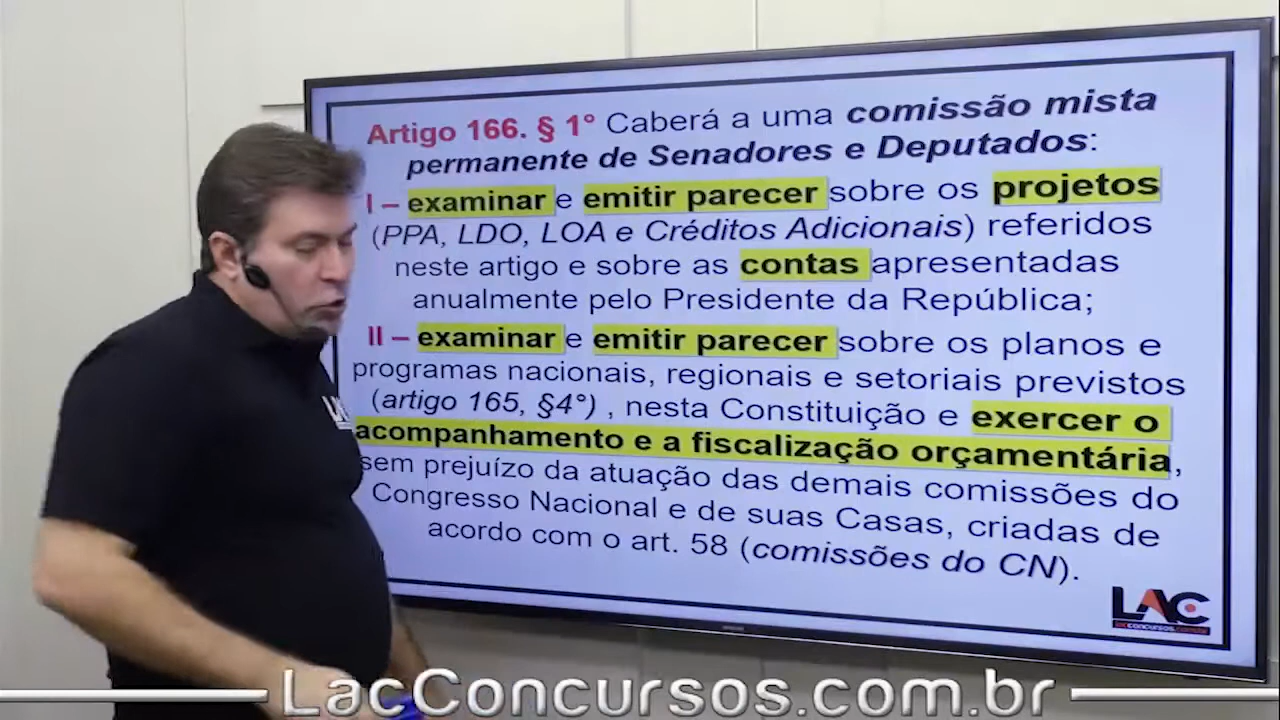 Artigo 166. § 1° Caberá a uma comissão mista
permanente de Senadores e Deputados:
I – examinar e emitir parecer sobre os projetos
(PPA, LDO, LOA e Créditos Adicionais) referidos
neste artigo e sobre as contas apresentadas
anualmente pelo Presidente da República;
II – examinar e emitir parecer sobre os planos e
programas nacionais, regionais e setoriais previstos
(artigo 165, §4°) , nesta Constituição e exercer o
acompanhamento e a fiscalização orçamentária,
sem prejuízo da atuação das demais comissões do
Congresso Nacional e de suas Casas, criadas de
acordo com o art. 58 (comissões do CN).
LAC
lacconcursos.com.br
LacConcursos.com.br